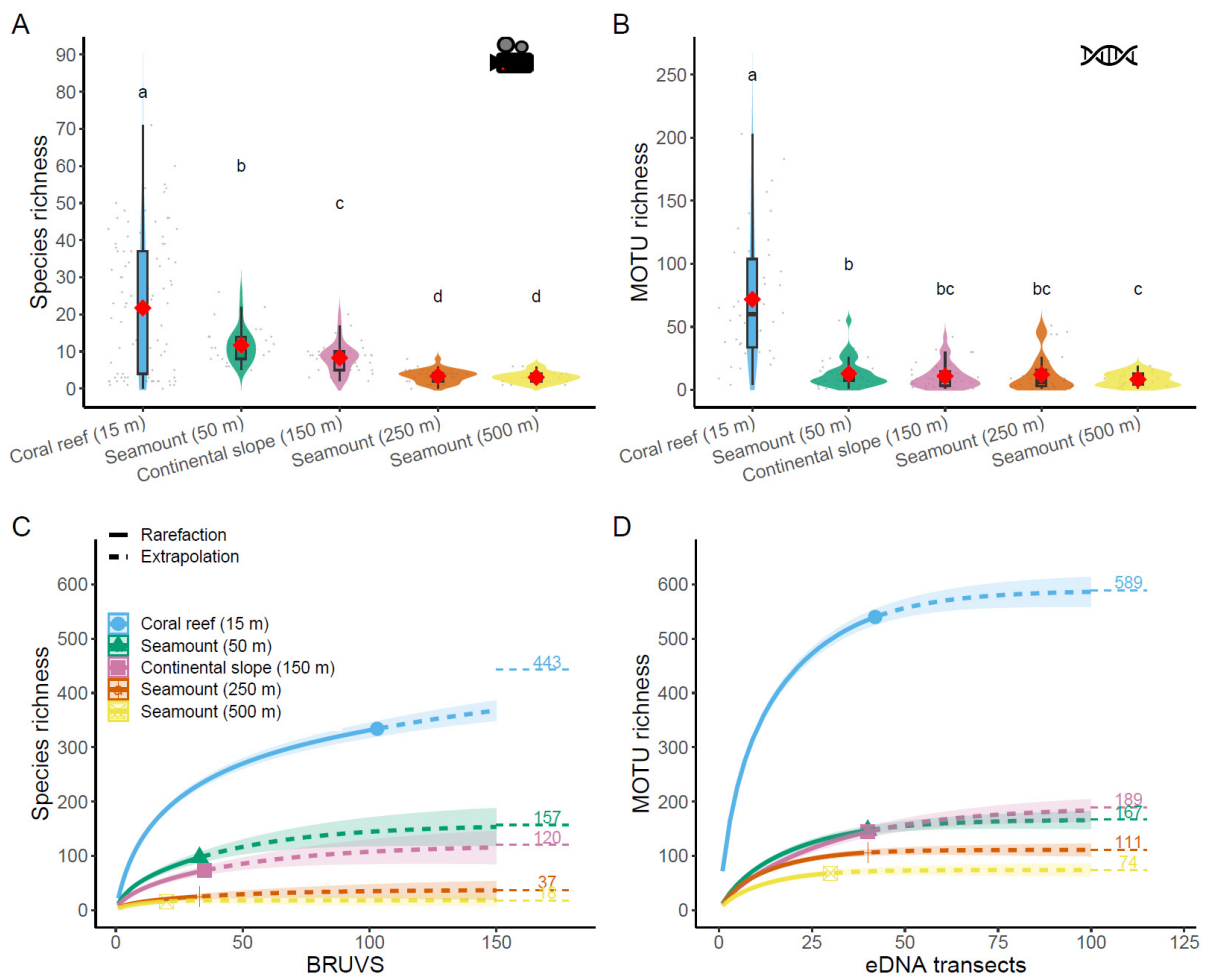 A
90
80
70
60
50
40
30
20
10
0
Species richness
a
b
c
d
d
Coral reef (15 m)
Seamount (50 m)
Continental slope (150 m)
Seamount (250 m)
Seamount (500 m)
B
250
200
150
100
50
0
MOTU richness
a
b
bc
bc
c
Coral reef (15 m)
Seamount (50 m)
Continental slope (150 m)
Seamount (250 m)
Seamount (500 m)
C
Rarefaction
Extrapolation
Coral reef (15 m)
Seamount (50 m)
Continental slope (150 m)
Seamount (250 m)
Seamount (500 m)
600
500
400
300
200
100
0
Species richness
443
157
120
37
0
50
100
150
BRUVS
D
600
500
400
300
200
100
0
MOTU richness
589
189
167
111
74
0
25
50
75
100
125
eDNA transects